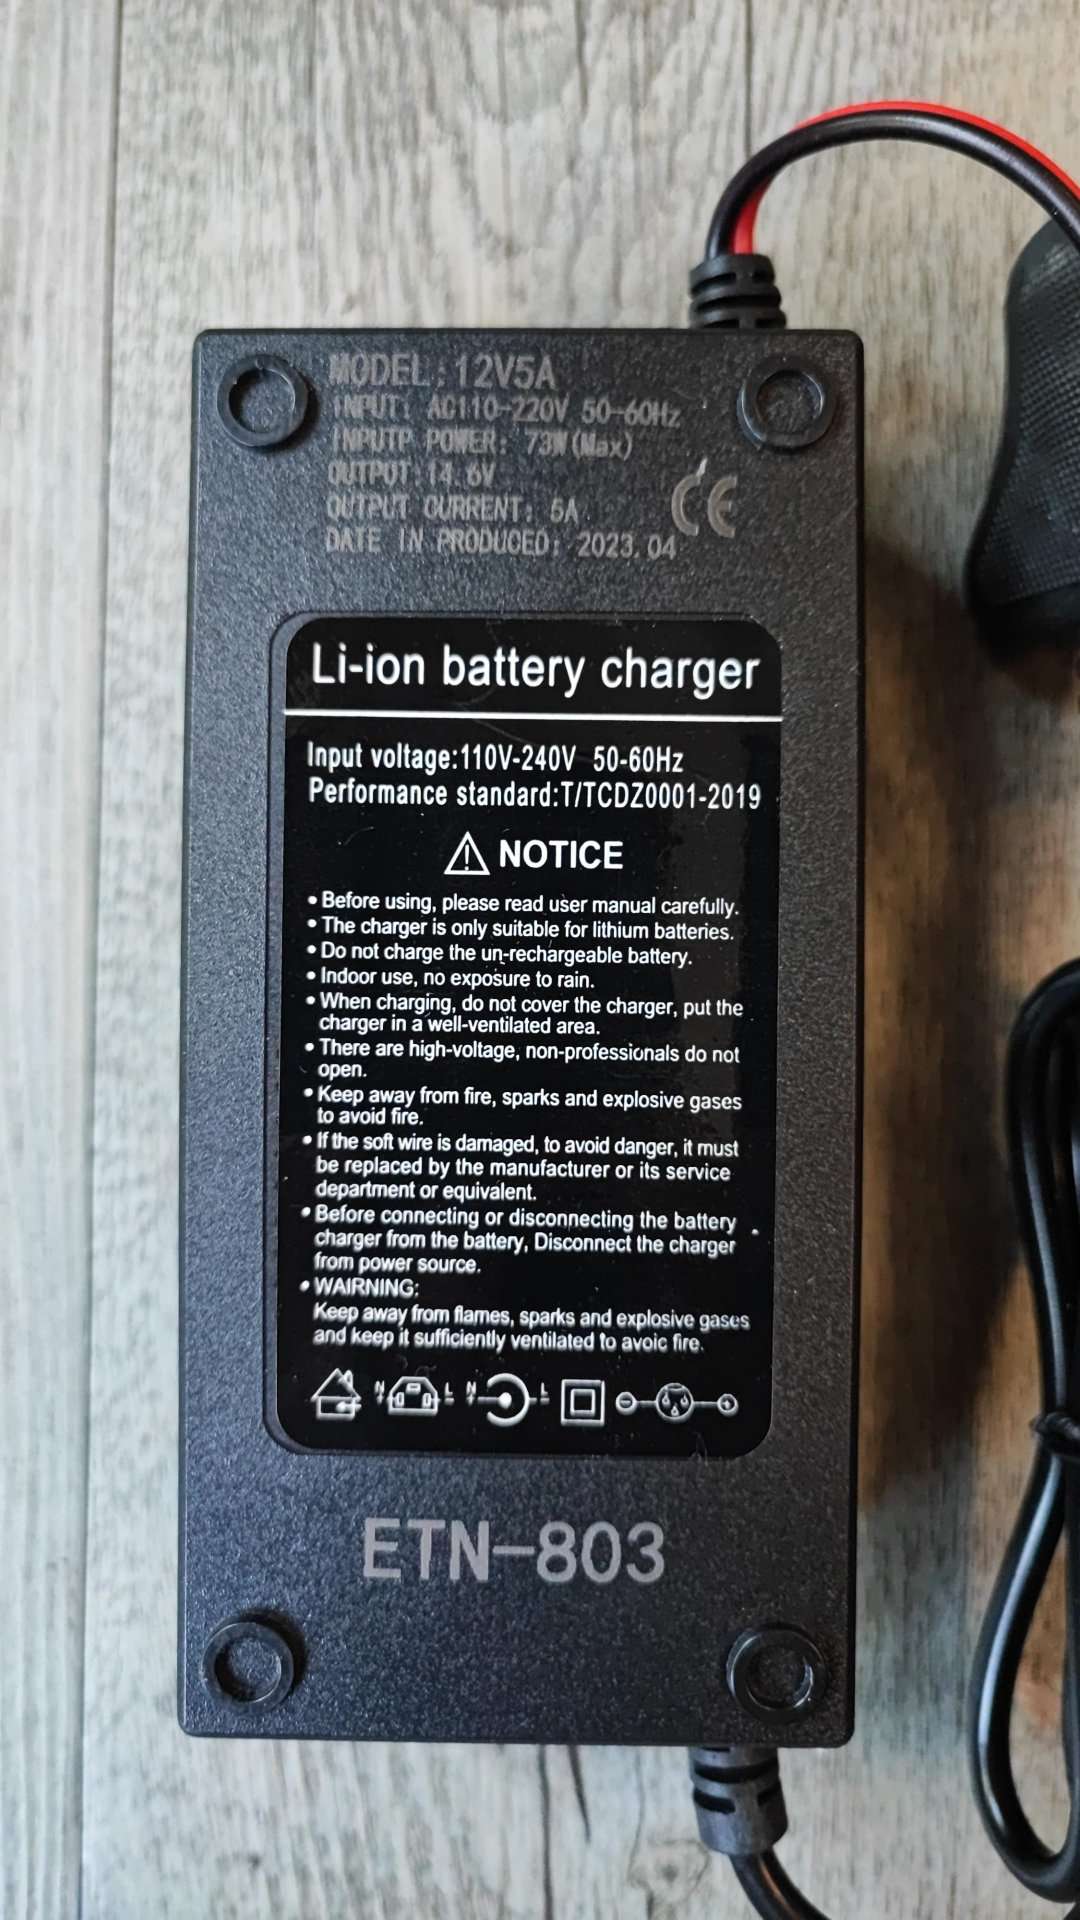 MODEL:12V5A
INPUT: AC110-220V 50-60Hz
INPUTP POWER: 73W(Max)
OUTPUT:14.6V
OUTPUT CURRENT: 5A
CE
DATE IN PRODUCED: 2023.04
Li-ion battery charger
Input voltage:110V-240V 50-60Hz
Performance standard:T/TCDZ0001-2019
⚠ NOTICE
• Before using, please read user manual carefully.
• The charger is only suitable for lithium batteries.
• Do not charge the un-rechargeable battery.
• Indoor use, no exposure to rain.
• When charging, do not cover the charger, put the
charger in a well-ventilated area.
• There are high-voltage, non-professionals do not
open.
• Keep away from fire, sparks and explosive gases
to avoid fire.
• If the soft wire is damaged, to avoid danger, it must
be replaced by the manufacturer or its service
department or equivalent.
• Before connecting or disconnecting the battery
charger from the battery, Disconnect the charger
from power source.
• WAIRNING:
Keep away from flames, sparks and explosive gases
and keep it sufficiently ventilated to avoic fire.
N L N L
ETN-803